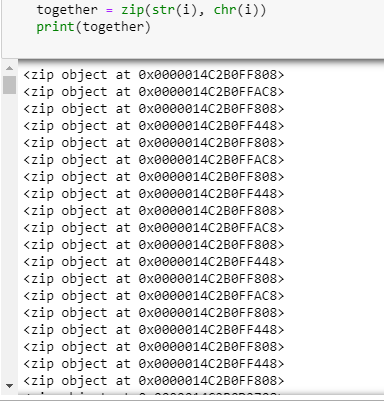 together = zip(str(i), chr(i))
print(together)
<zip object at 0x0000014C2B0FF808>
<zip object at 0x0000014C2B0FFAC8>
<zip object at 0x0000014C2B0FF808>
<zip object at 0x0000014C2B0FF448>
<zip object at 0x0000014C2B0FF808>
<zip object at 0x0000014C2B0FFAC8>
<zip object at 0x0000014C2B0FF808>
<zip object at 0x0000014C2B0FF448>
<zip object at 0x0000014C2B0FF808>
<zip object at 0x0000014C2B0FFAC8>
<zip object at 0x0000014C2B0FF808>
<zip object at 0x0000014C2B0FF448>
<zip object at 0x0000014C2B0FF808>
<zip object at 0x0000014C2B0FFAC8>
<zip object at 0x0000014C2B0FF808>
<zip object at 0x0000014C2B0FF448>
<zip object at 0x0000014C2B0FF808>
<zip object at 0x0000014C2B0FF448>
<zip object at 0x0000014C2B0FF808>